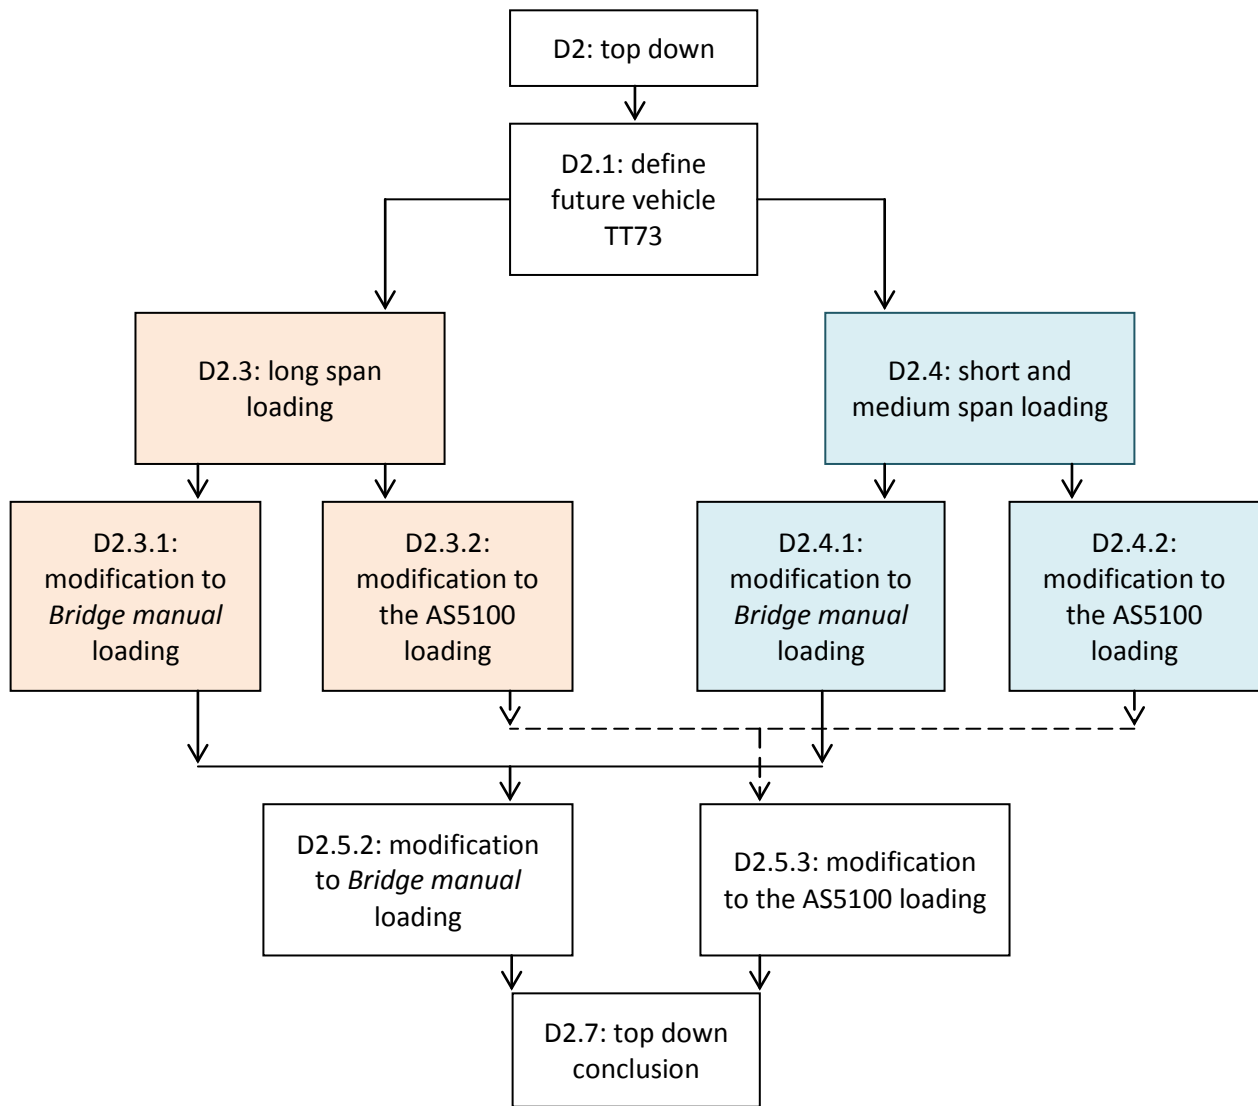 D2: top down
D2.1: define
future vehicle
TT73
D2.3: long span
loading
D2.4: short and
medium span loading
D2.3.1:
modification to
Bridge manual
loading
D2.3.2:
modification to
the AS5100
loading
D2.4.1:
modification to
Bridge manual
loading
D2.4.2:
modification to
the AS5100
loading
D2.5.2: modification
to Bridge manual
loading
D2.5.3: modification
to the AS5100 loading
D2.7: top down
conclusion